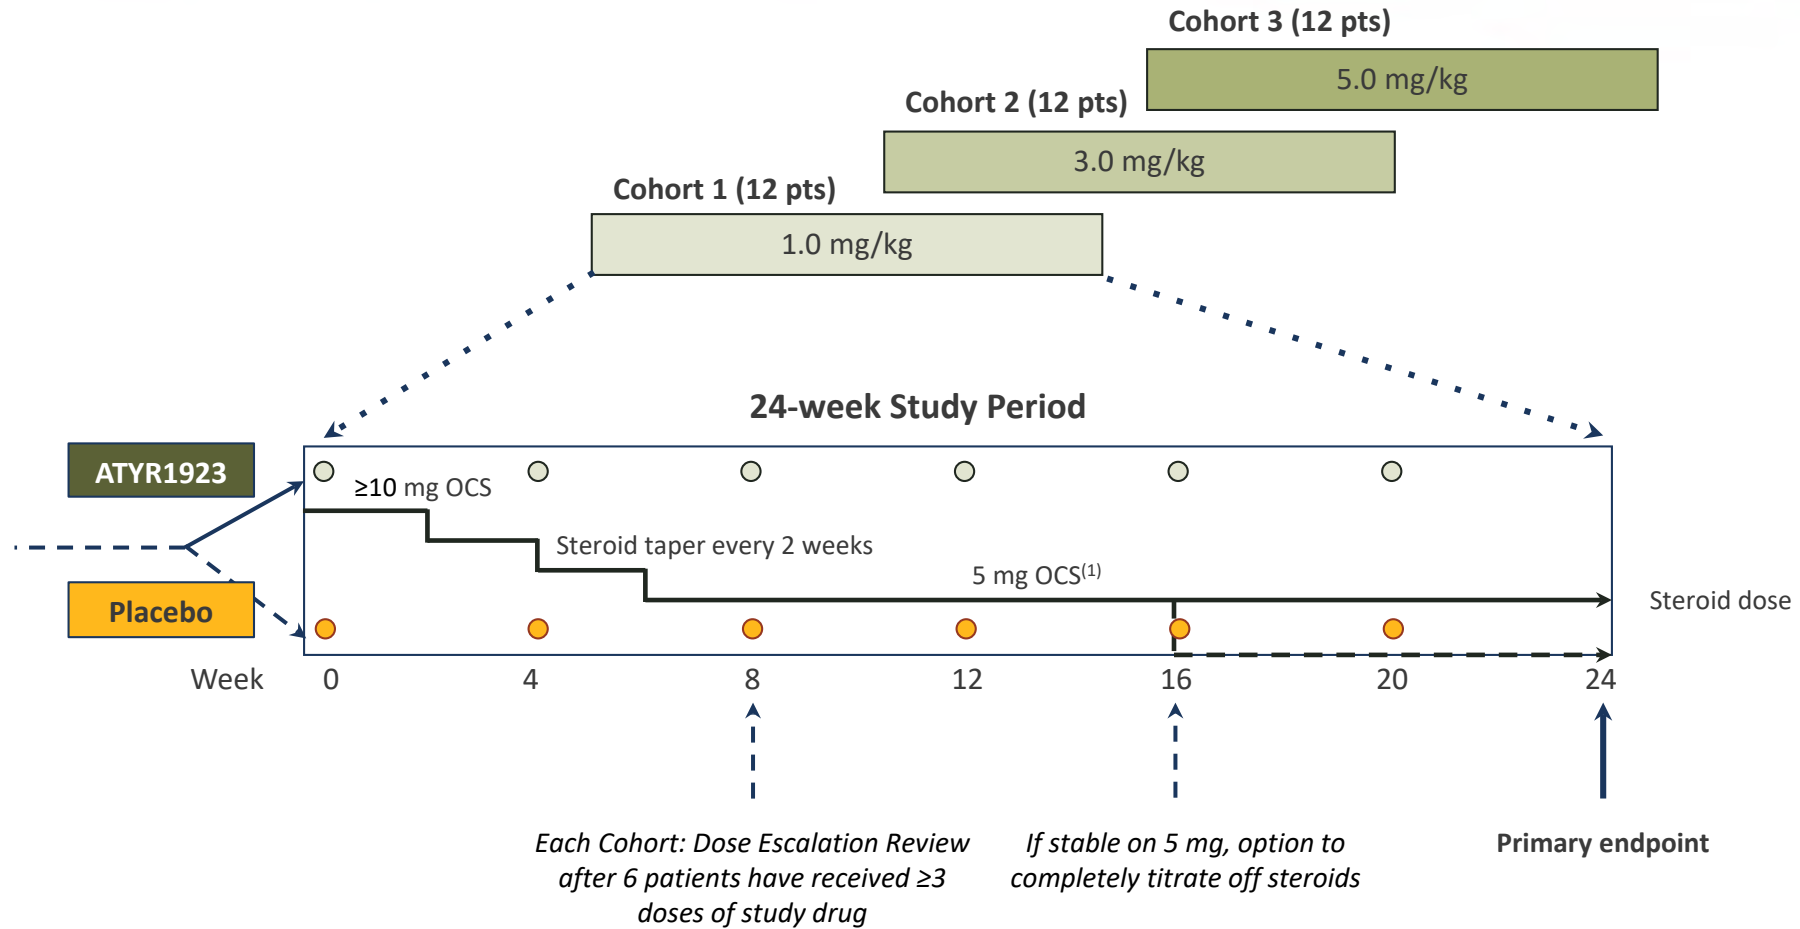 Cohort 3 (12 pts)
5.0 mg/kg
Cohort 2 (12 pts)
3.0 mg/kg
Cohort 1 (12 pts)
1.0 mg/kg
24-week Study Period
ATYR1923
≥10 mg OCS
Steroid taper every 2 weeks
5 mg OCS(1)
Placebo
Steroid dose
Week 0 4 8 12 16 20 24
Each Cohort: Dose Escalation Review
after 6 patients have received ≥3
doses of study drug
If stable on 5 mg, option to
completely titrate off steroids
Primary endpoint